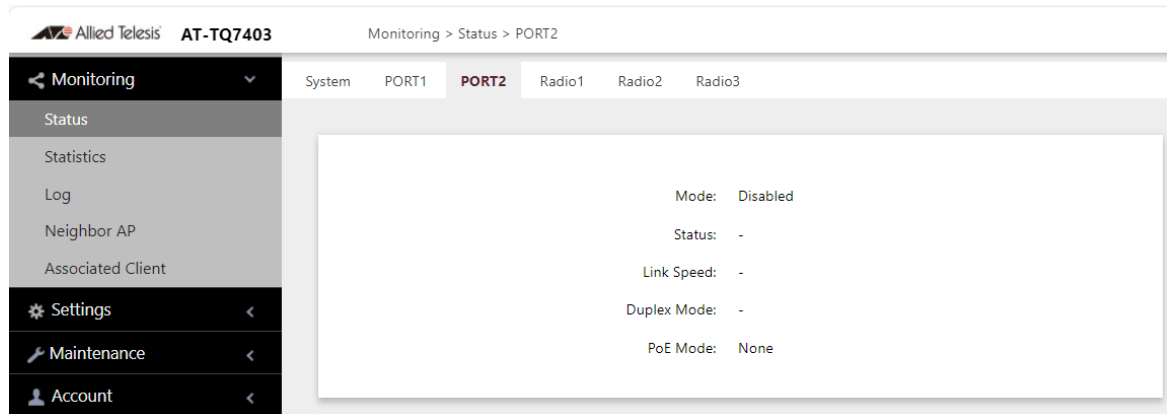 Allied Telesis AT-TQ7403 Monitoring > Status > PORT2
Monitoring
System PORT1 PORT2 Radio1 Radio2 Radio3
Status
Statistics
Log
Neighbor AP
Associated Client
Settings
Maintenance
Account
Mode: Disabled
Status: -
Link Speed: -
Duplex Mode: -
PoE Mode: None